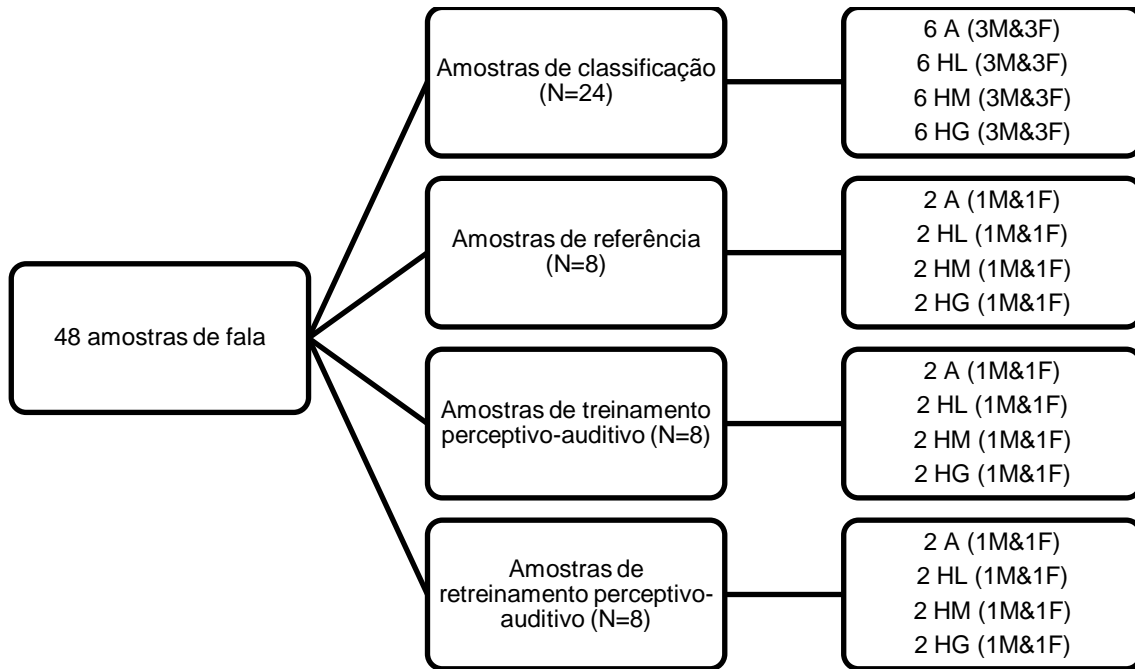 48 amostras de fala
Amostras de classificação
(N=24)
6 A (3M&3F)
6 HL (3M&3F)
6 HM (3M&3F)
6 HG (3M&3F)
Amostras de referência
(N=8)
2 A (1M&1F)
2 HL (1M&1F)
2 HM (1M&1F)
2 HG (1M&1F)
Amostras de treinamento
perceptivo-auditivo (N=8)
2 A (1M&1F)
2 HL (1M&1F)
2 HM (1M&1F)
2 HG (1M&1F)
Amostras de
retreinamento perceptivo-
auditivo (N=8)
2 A (1M&1F)
2 HL (1M&1F)
2 HM (1M&1F)
2 HG (1M&1F)